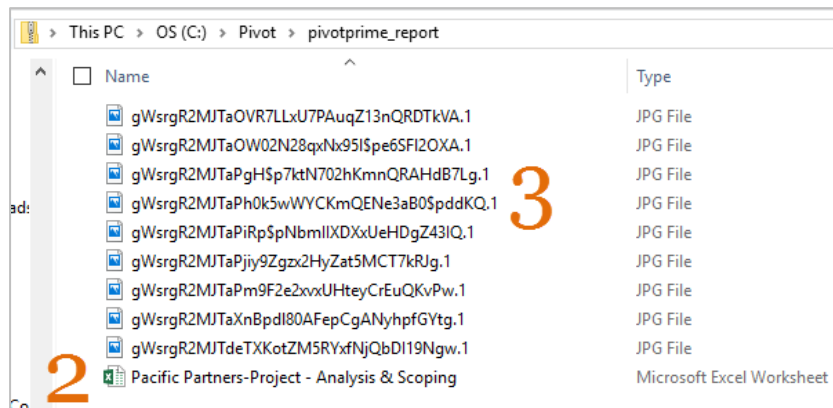 This PC > OS (C:) > Pivot > pivotprime_report
Name Type
gWsrgR2MJTaOVR7LLxU7PAuqZ13nQRDTkVA.1 JPG File
gWsrgR2MJTaOW02N28qxNx95I$pe6SFI2OXA.1 JPG File
gWsrgR2MJTaPgH$p7ktN702hKmnQRAHdB7Lg.1 JPG File
3
gWsrgR2MJTaPh0k5wWYCKmQENe3aB0$pddKQ.1 JPG File
ad:
gWsrgR2MJTaPiRp$pNbmIIXDXxUeHDgZ43IQ.1 JPG File
gWsrgR2MJTaPjiy9Zgzx2HyZat5MCT7kRJg.1 JPG File
gWsrgR2MJTaPm9F2e2xvxUHteyCrEuQKvPw.1 JPG File
gWsrgR2MJTaXnBpdI80AFepCgANyhpfGYtg.1 JPG File
gWsrgR2MJTdeTXKotZM5RYxfNjQbDI19Ngw.1 JPG File
2 Pacific Partners-Project - Analysis & Scoping Microsoft Excel Worksheet